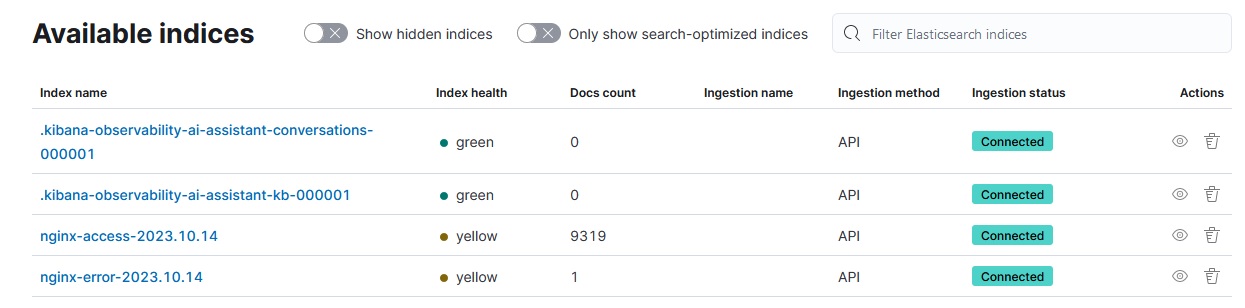 Available indices
Show hidden indices
Only show search-optimized indices
Filter Elasticsearch indices
Index name Index health Docs count Ingestion name Ingestion method Ingestion status Actions
.kibana-observability-ai-assistant-conversations-
000001 green 0 API Connected
.kibana-observability-ai-assistant-kb-000001 green 0 API Connected
nginx-access-2023.10.14 yellow 9319 API Connected
nginx-error-2023.10.14 yellow 1 API Connected